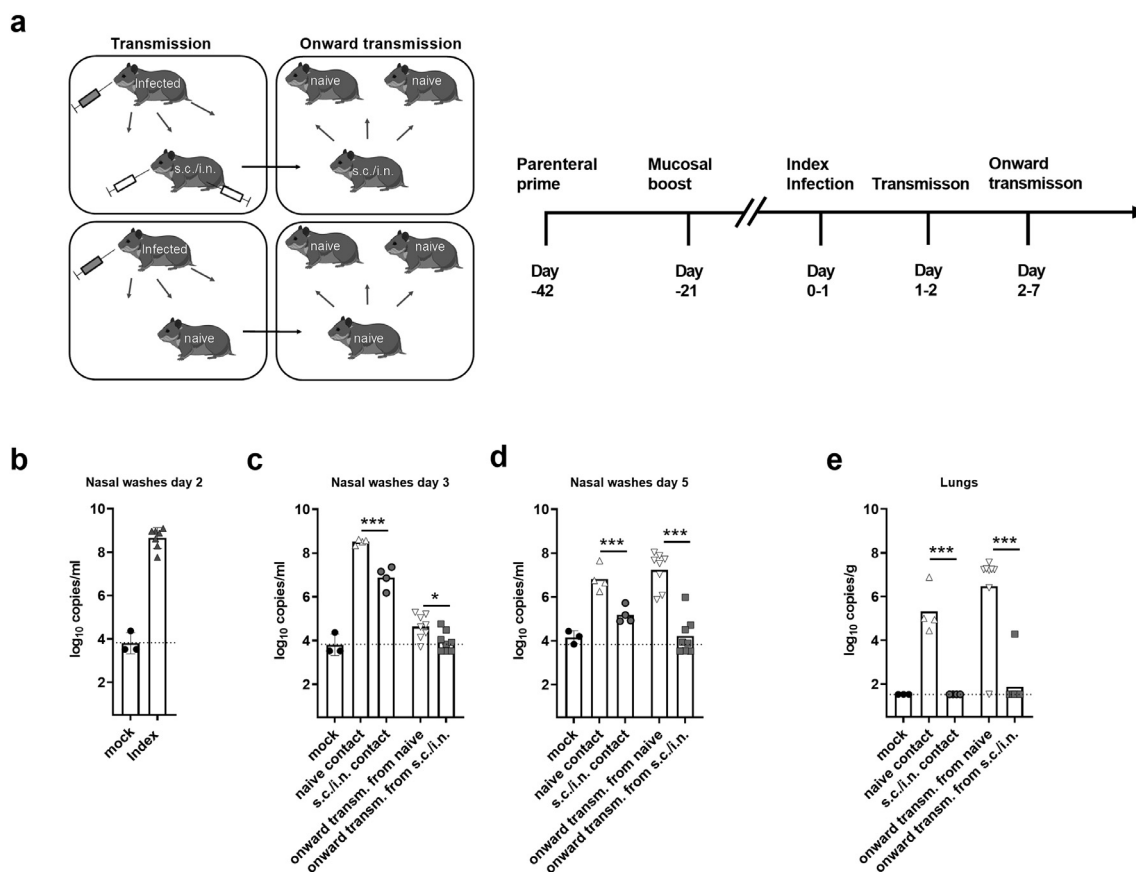 a
Transmission
Onward transmission
Infected
s.c./i.n.
naive
naive
s.c./i.n.
Infected
naive
naive
naive
naive
Parenteral
prime
Mucosal
boost
Index
Infection
Transmisson
Onward
transmisson
Day
-42
Day
-21
Day
0-1
Day
1-2
Day
2-7
b
Nasal washes day 2
log10 copies/ml
10
8
6
4
2
mock
Index
c
Nasal washes day 3
log10 copies/ml
10
8
6
4
2
***
*
mock
naive contact
s.c./i.n. contact
onward transm. from naive
onward transm. from s.c./i.n.
d
Nasal washes day 5
log10 copies/ml
10
8
6
4
2
***
***
mock
naive contact
s.c./i.n. contact
onward transm. from naive
onward transm. from s.c./i.n.
e
Lungs
log10 copies/g
10
8
6
4
2
***
***
mock
naive contact
s.c./i.n. contact
onward transm. from naive
onward transm. from s.c./i.n.